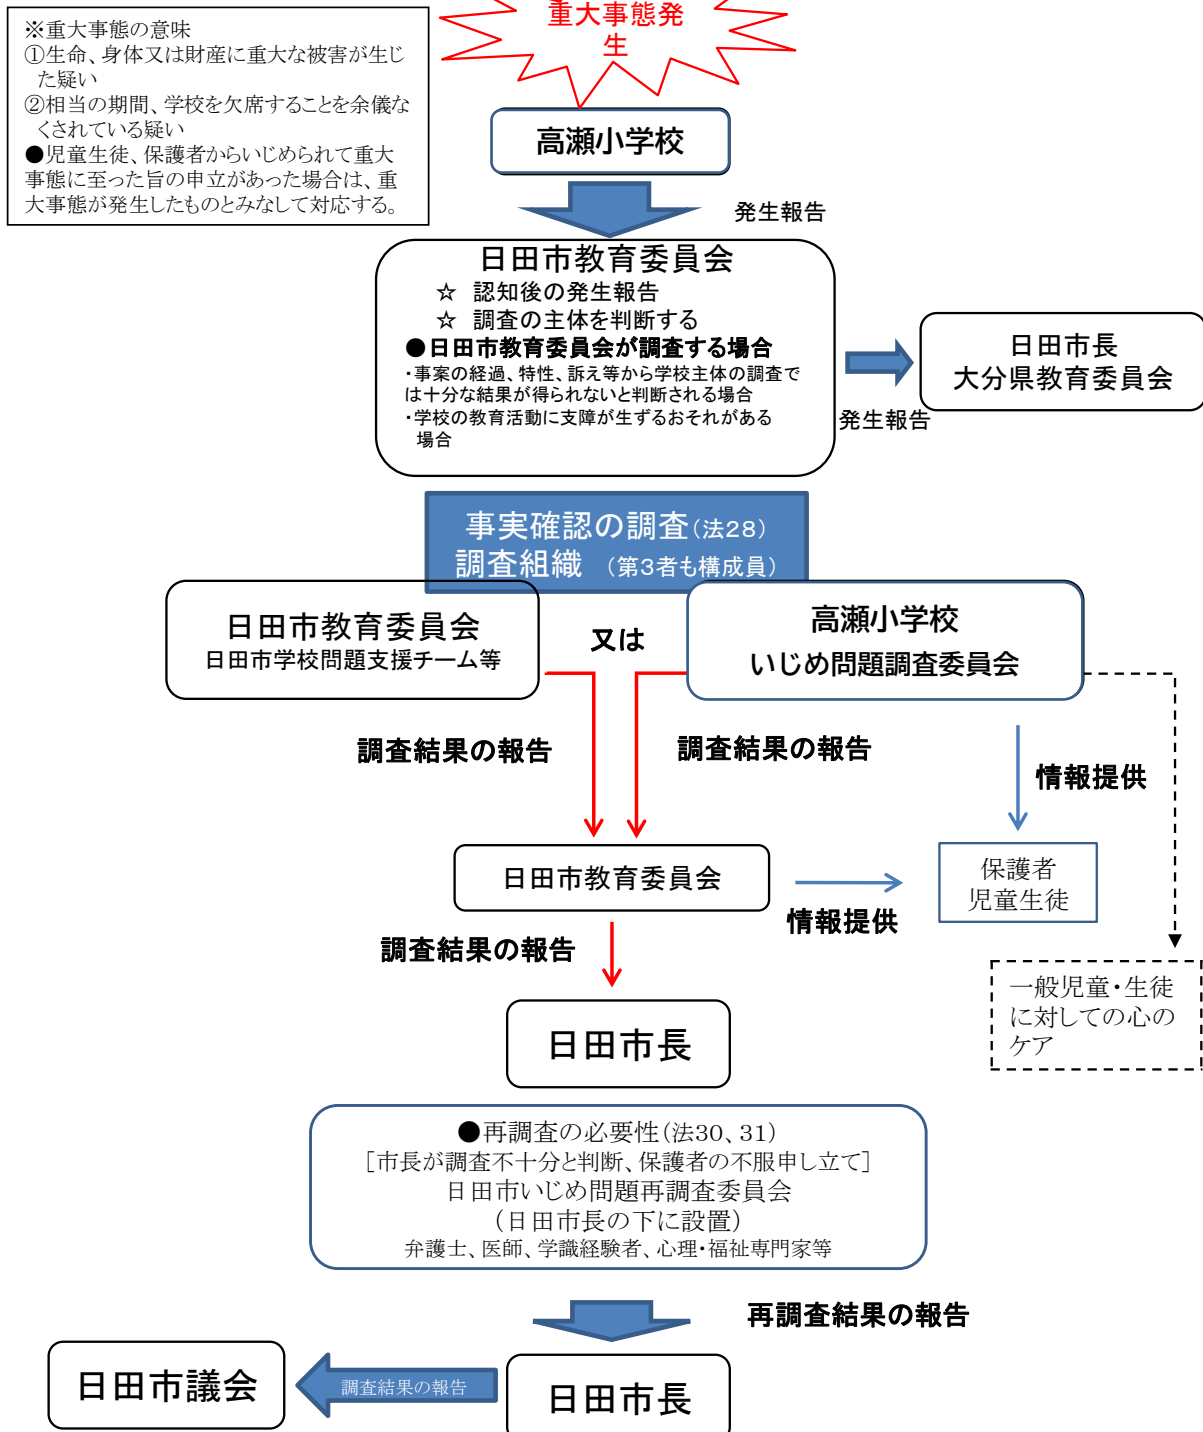 重大事態発
生
※重大事態の意味
①生命、身体又は財産に重大な被害が生じ
た疑い
②相当の期間、学校を欠席することを余儀な
くされている疑い
●児童生徒、保護者からいじめられて重大
事態に至った旨の申立があった場合は、重
大事態が発生したものとみなして対応する。
高瀬小学校
発生報告
日田市教育委員会
☆ 認知後の発生報告
☆ 調査の主体を判断する
●日田市教育委員会が調査する場合
・事案の経過、特性、訴え等から学校主体の調査で
は十分な結果が得られないと判断される場合
・学校の教育活動に支障が生ずるおそれがある
場合
日田市長
大分県教育委員会
発生報告
事実確認の調査(法28)
調査組織 (第3者も構成員)
日田市教育委員会
日田市学校問題支援チーム等
又は
高瀬小学校
いじめ問題調査委員会
調査結果の報告
調査結果の報告
情報提供
日田市教育委員会
情報提供
保護者
児童生徒
調査結果の報告
一般児童・生徒
に対しての心の
ケア
日田市長
●再調査の必要性(法30、31)
[市長が調査不十分と判断、保護者の不服申し立て]
日田市いじめ問題再調査委員会
(日田市長の下に設置)
弁護士、医師、学識経験者、心理・福祉専門家等
再調査結果の報告
日田市議会
調査結果の報告
日田市長